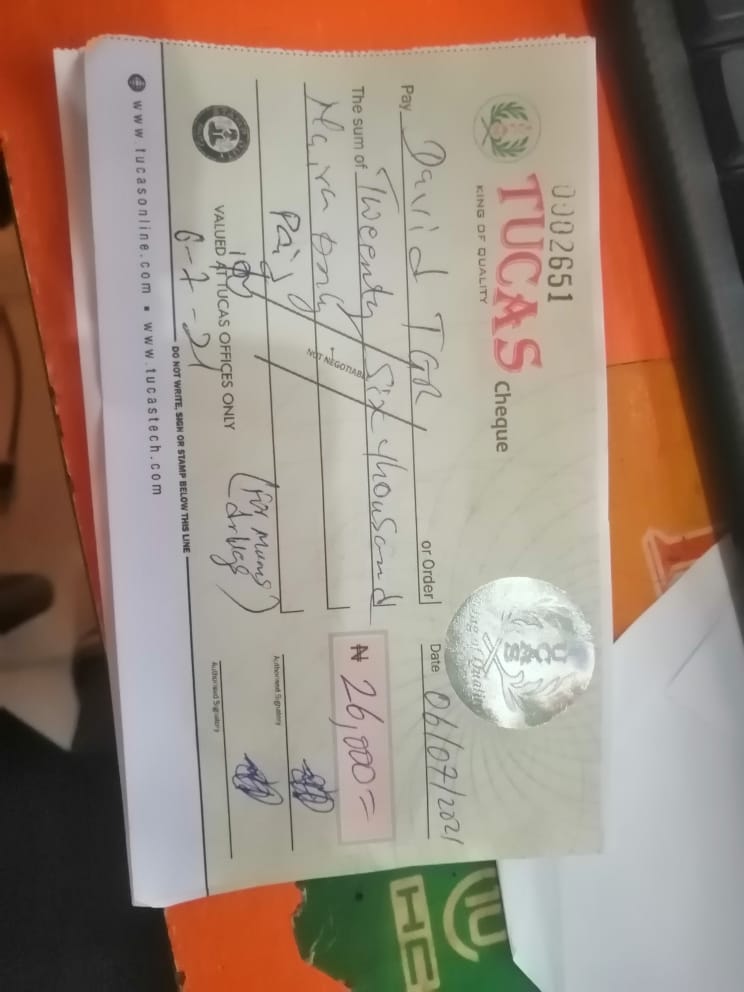 0002651
TUCAS Cheque
KING OF QUALITY
Date 06/07/2021
Pay David TGR or Order
The sum of Tweenty Six thousand
Naira Only
₦ 26,000=
NOT NEGOTIABLE
Paid
Authorised Signatory
VALUED AT TUCAS OFFICES ONLY
(for Mums
drugs)
6-7-21
Authorised Signatory
DO NOT WRITE, SIGN OR STAMP BELOW THIS LINE
www.tucasonline.com ▪ www.tucastech.com